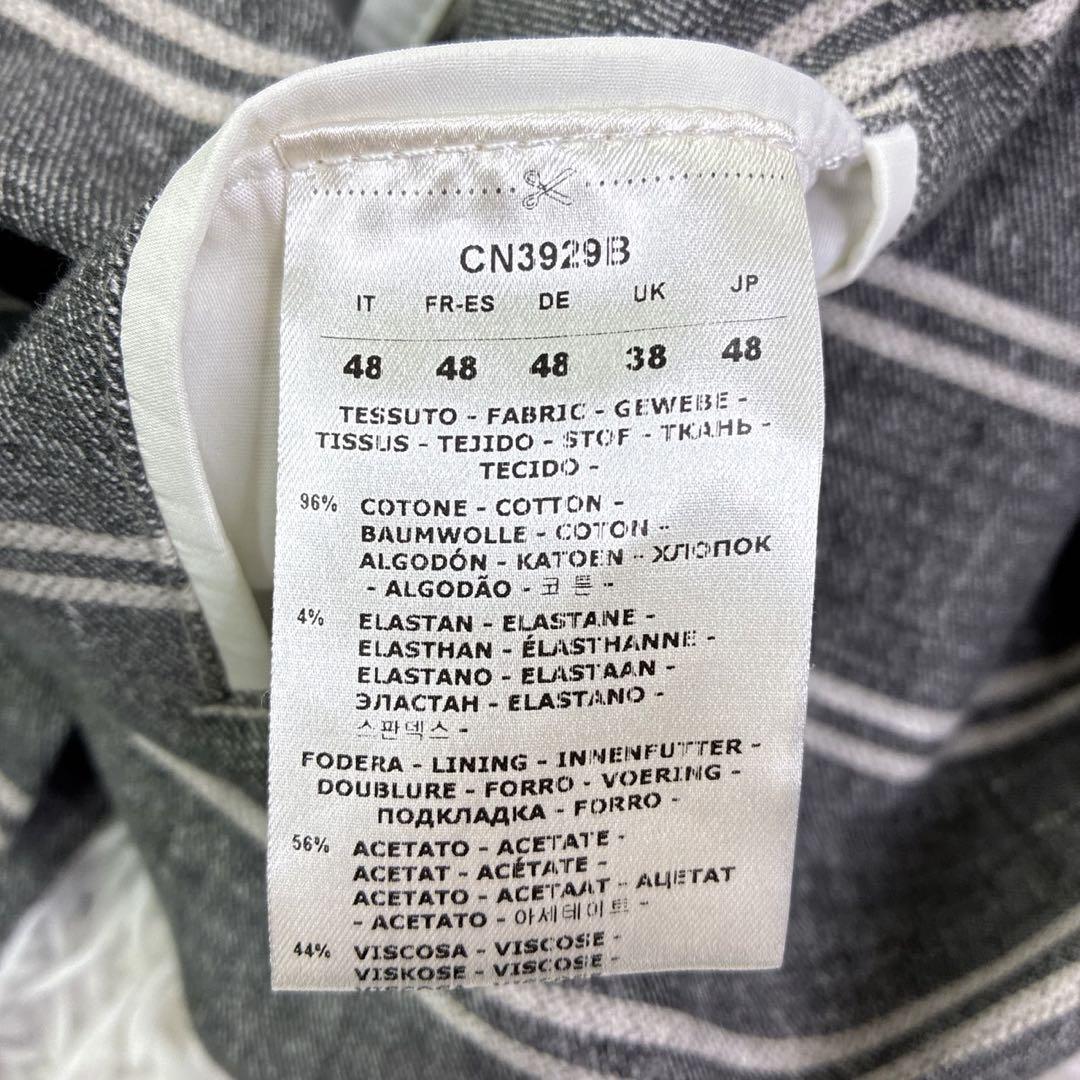 CN3929B
IT FR-ES DE UK JP
48 48 48 38 48
TESSUTO - FABRIC - GEWEBE -
TISSUS - TEJIDO - STOF - ТКАНЬ -
TECIDO -
96% COTONE - COTTON -
BAUMWOLLE - COTON -
ALGODÓN - KATOEN - ХЛОПОК
- ALGODÃO - 코튼 -
4% ELASTAN - ELASTANE -
ELASTHAN - ÉLASTHANNE -
ELASTANO - ELASTAAN -
ЭЛАСТАН - ELASTANO -
스판덱스 -
FODERA - LINING - INNENFUTTER -
DOUBLURE - FORRO - VOERING -
ПОДКЛАДКА - FORRO -
56% ACETATO - ACETATE -
ACETAT - ACÉTATE -
ACETATO - ACETAAT - АЦЕТАТ
- ACETATO - 아세테이트 -
44% VISCOSA - VISCOSE -
VISKOSE - VISCOSE -